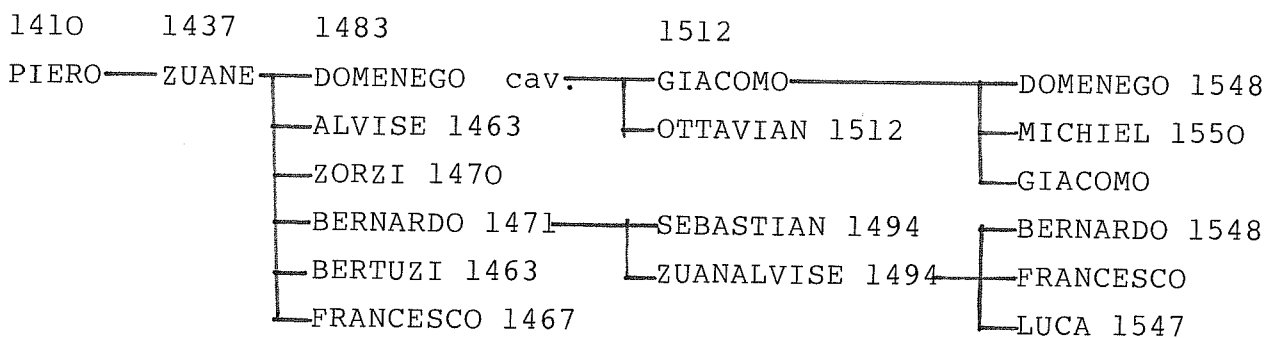 1410 1437 1483 1512
PIERO ZUANE DOMENEGO cav. GIACOMO DOMENEGO 1548
ALVISE 1463 OTTAVIAN 1512 MICHIEL 1550
ZORZI 1470 GIACOMO
BERNARDO 1471 SEBASTIAN 1494 BERNARDO 1548
BERTUZI 1463 ZUANALVISE 1494 FRANCESCO
FRANCESCO 1467 LUCA 1547